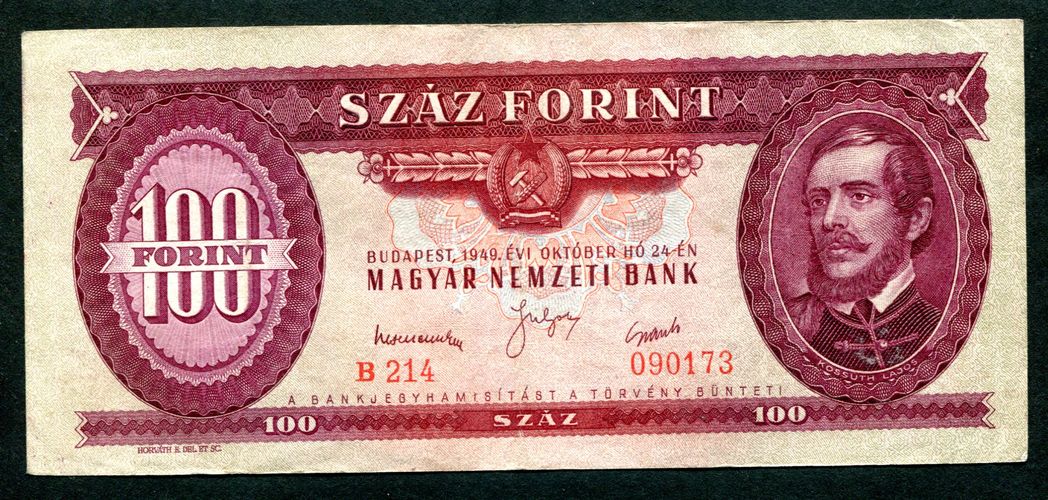 SZÁZ FORINT
100
FORINT
100
BUDAPEST, 1949. ÉVI OKTÓBER HÓ 24-ÉN
MAGYAR NEMZETI BANK
B 214
090173
KOSSUTH LAJOS
A BANKJEGYHAMISÍTÁST A TÖRVÉNY BÜNTETI
100 SZÁZ 100
HORVÁTH E. DEL. ET SC.